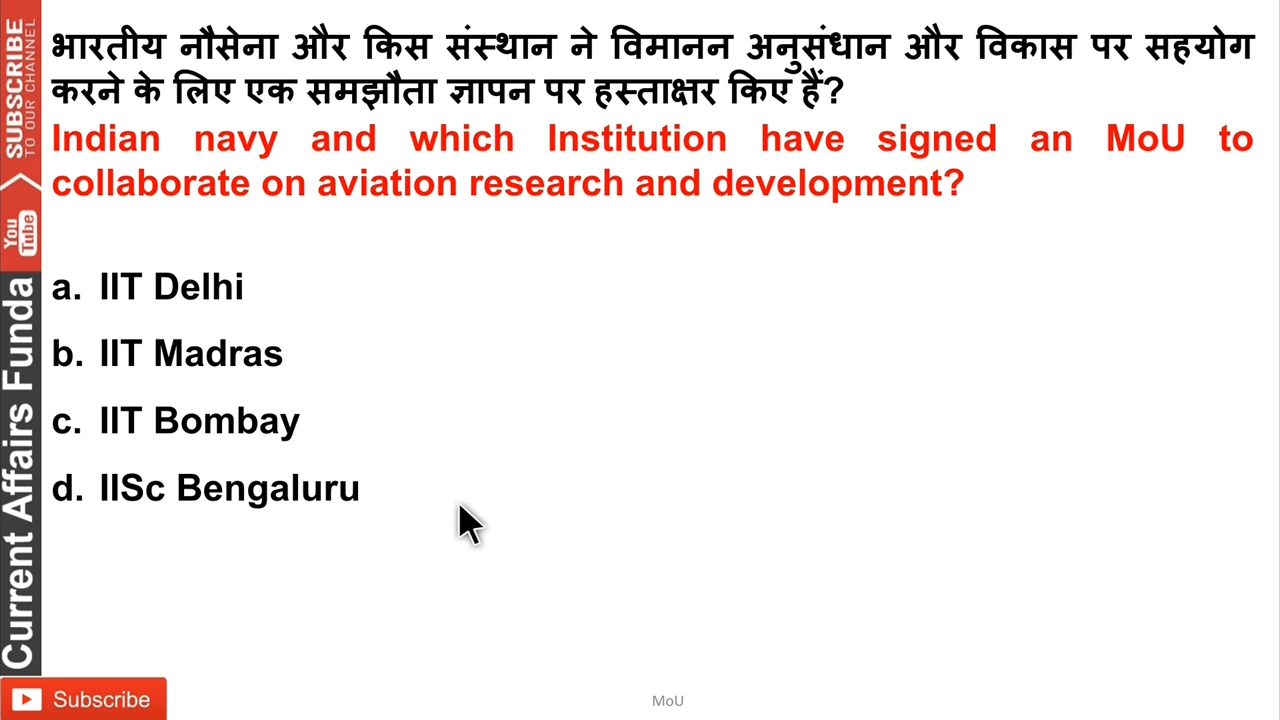 भारतीय नौसेना और किस संस्थान ने विमानन अनुसंधान और विकास पर सहयोग
करने के लिए एक समझौता ज्ञापन पर हस्ताक्षर किए हैं?
Indian navy and which Institution have signed an MoU to
collaborate on aviation research and development?
a. IIT Delhi
b. IIT Madras
c. IIT Bombay
d. IISc Bengaluru
SUBSCRIBE
TO OUR CHANNEL
You Tube
Current Affairs Funda
Subscribe
MoU